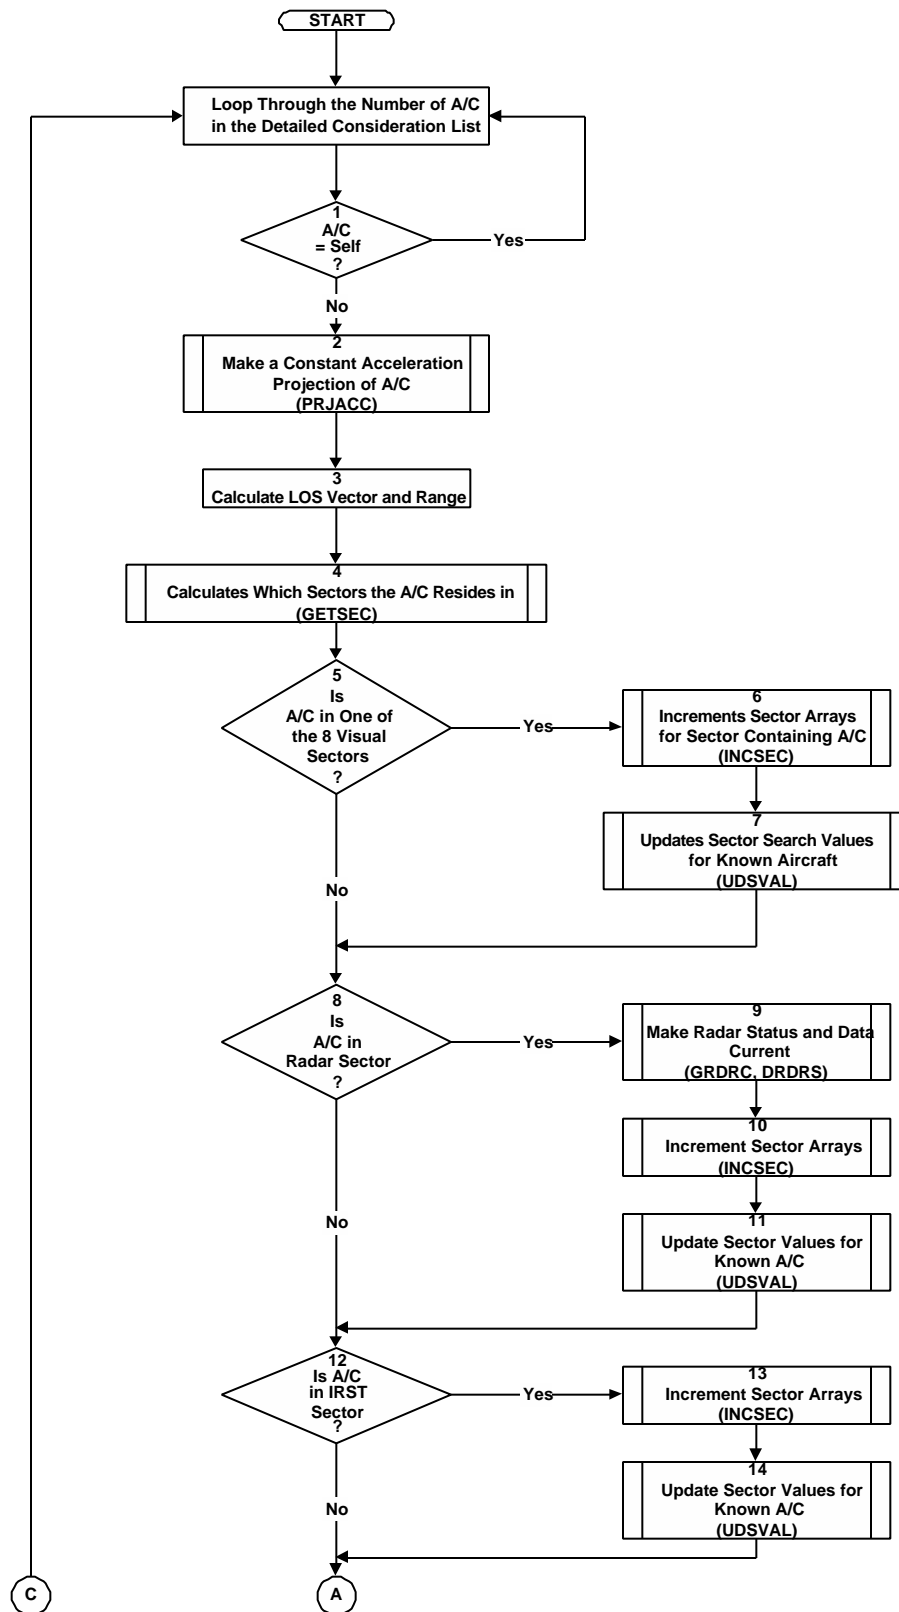 START
Loop Through the Number of A/C
in the Detailed Consideration List
1
A/C
= Self
?
Yes
No
2
Make a Constant Acceleration
Projection of A/C
(PRJACC)
3
Calculate LOS Vector and Range
4
Calculates Which Sectors the A/C Resides in
(GETSEC)
5
Is
A/C in One of
the 8 Visual
Sectors
?
Yes
6
Increments Sector Arrays
for Sector Containing A/C
(INCSEC)
7
Updates Sector Search Values
for Known Aircraft
(UDSVAL)
No
8
Is
A/C in
Radar Sector
?
Yes
9
Make Radar Status and Data
Current
(GRDRC, DRDRS)
10
Increment Sector Arrays
(INCSEC)
11
Update Sector Values for
Known A/C
(UDSVAL)
No
12
Is A/C
in IRST
Sector
?
Yes
13
Increment Sector Arrays
(INCSEC)
14
Update Sector Values for
Known A/C
(UDSVAL)
No
C
A